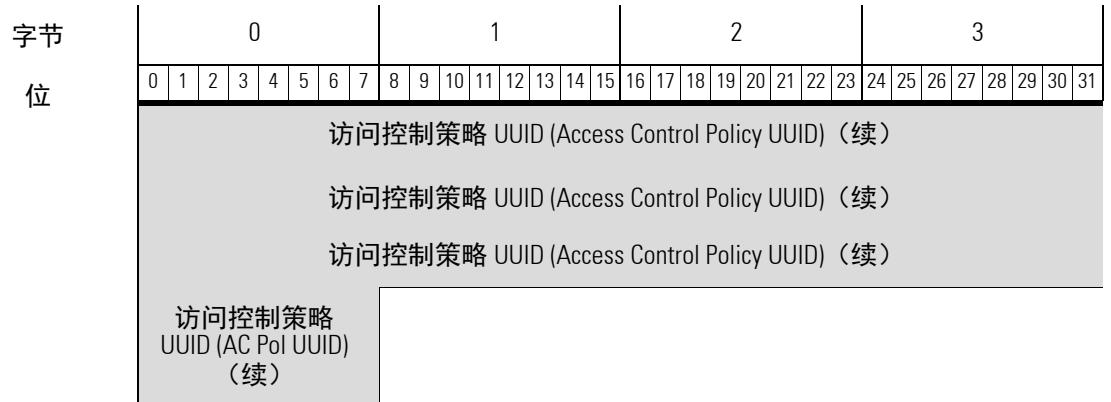 字节 0 1 2 3
位 0 1 2 3 4 5 6 7 8 9 10 11 12 13 14 15 16 17 18 19 20 21 22 23 24 25 26 27 28 29 30 31
访问控制策略 UUID (Access Control Policy UUID)（续）
访问控制策略 UUID (Access Control Policy UUID)（续）
访问控制策略 UUID (Access Control Policy UUID)（续）
访问控制策略
UUID (AC Pol UUID)
（续）